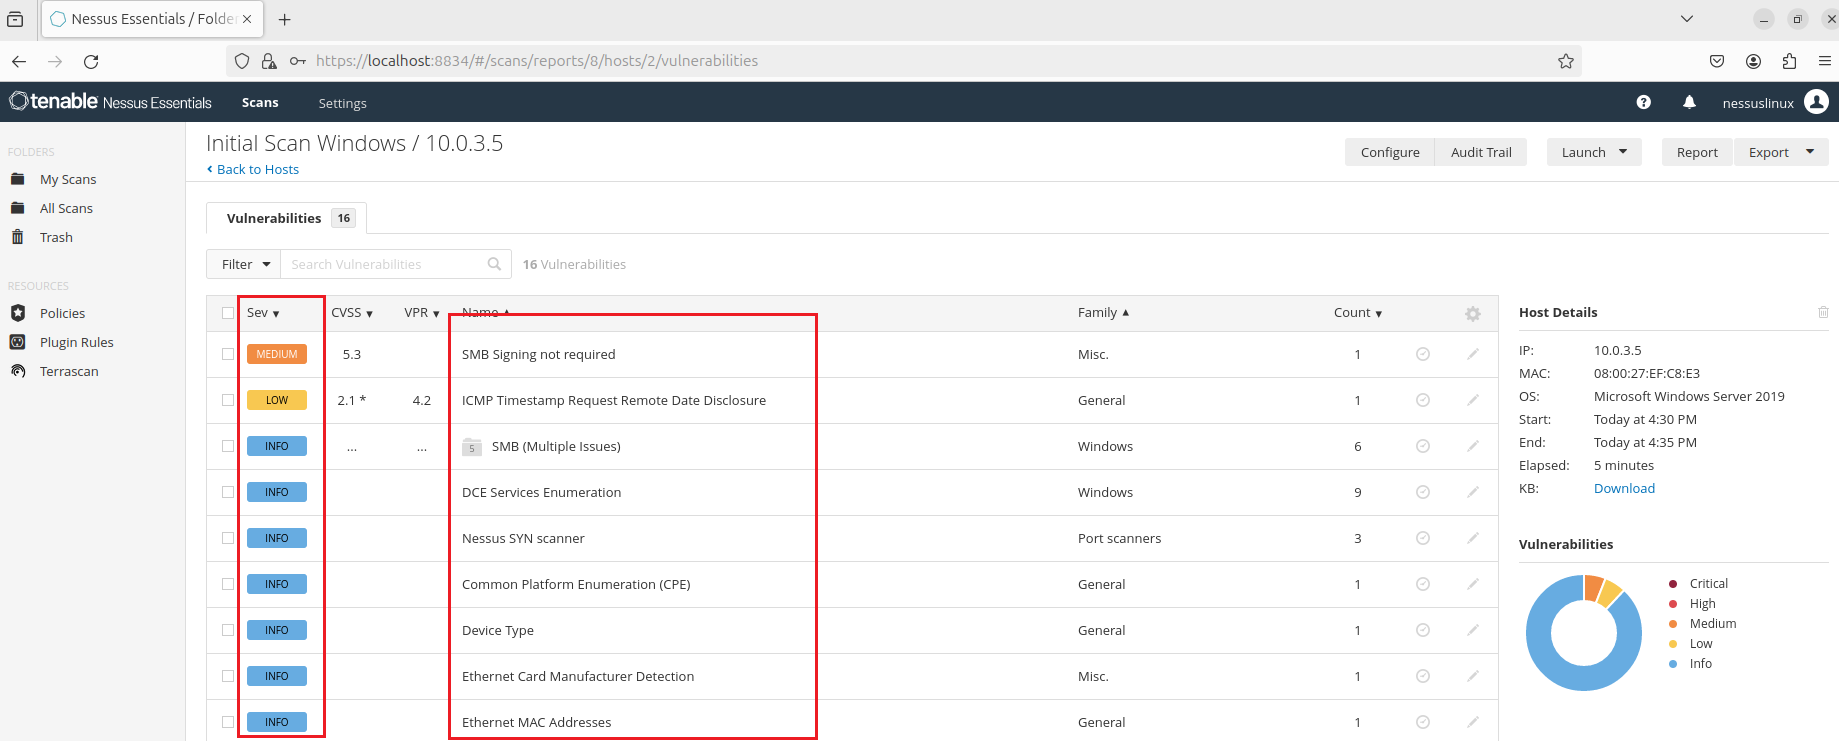 Nessus Essentials / Folde
https://localhost:8834/#/scans/reports/8/hosts/2/vulnerabilities
tenable Nessus Essentials Scans Settings nessuslinux
FOLDERS
My Scans
All Scans
Trash
RESOURCES
Policies
Plugin Rules
Terrascan
Initial Scan Windows / 10.0.3.5
Back to Hosts
Configure Audit Trail Launch Report Export
Vulnerabilities 16
Filter Search Vulnerabilities 16 Vulnerabilities
Sev CVSS VPR Name Family Count
MEDIUM 5.3 SMB Signing not required Misc. 1
LOW 2.1 * 4.2 ICMP Timestamp Request Remote Date Disclosure General 1
INFO ... ... 5 SMB (Multiple Issues) Windows 6
INFO DCE Services Enumeration Windows 9
INFO Nessus SYN scanner Port scanners 3
INFO Common Platform Enumeration (CPE) General 1
INFO Device Type General 1
INFO Ethernet Card Manufacturer Detection Misc. 1
INFO Ethernet MAC Addresses General 1
Host Details
IP: 10.0.3.5
MAC: 08:00:27:EF:C8:E3
OS: Microsoft Windows Server 2019
Start: Today at 4:30 PM
End: Today at 4:35 PM
Elapsed: 5 minutes
KB: Download
Vulnerabilities
Critical
High
Medium
Low
Info